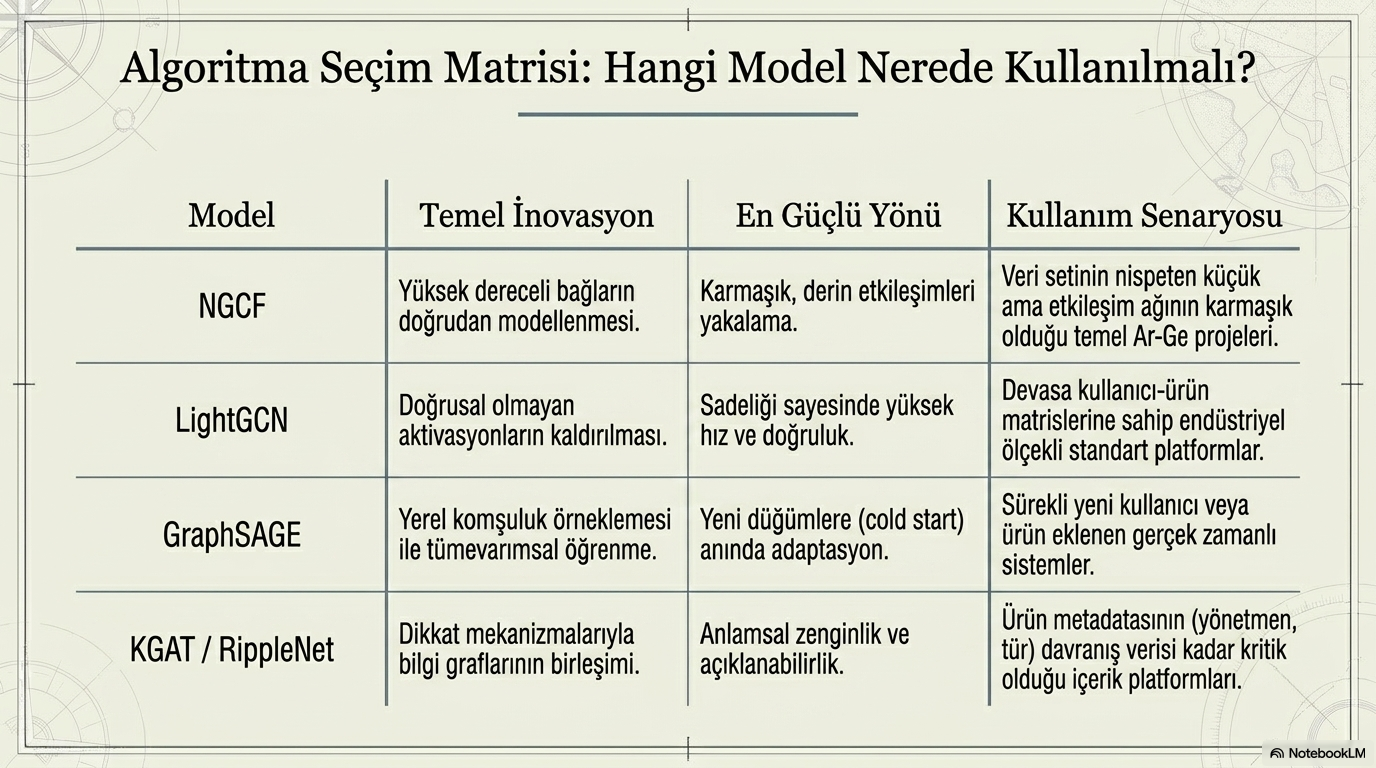 Algoritma Seçim Matrisi: Hangi Model Nerede Kullanılmalı?
Model
Temel İnovasyon
En Güçlü Yönü
Kullanım Senaryosu
NGCF
Yüksek dereceli bağların
doğrudan modellenmesi.
Karmaşık, derin etkileşimleri
yakalama.
Veri setinin nispeten küçük
ama etkileşim ağının karmaşık
olduğu temel Ar-Ge projeleri.
LightGCN
Doğrusal olmayan
aktivasyonların kaldırılması.
Sadeliği sayesinde yüksek
hız ve doğruluk.
Devasa kullanıcı-ürün
matrislerine sahip endüstriyel
ölçekli standart platformlar.
GraphSAGE
Yerel komşuluk örneklemesi
ile tümevarımsal öğrenme.
Yeni düğümlere (cold start)
anında adaptasyon.
Sürekli yeni kullanıcı veya
ürün eklenen gerçek zamanlı
sistemler.
KGAT / RippleNet
Dikkat mekanizmalarıyla
bilgi graflarının birleşimi.
Anlamsal zenginlik ve
açıklanabilirlik.
Ürün metadatasının (yönetmen,
tür) davranış verisi kadar kritik
olduğu içerik platformları.
NotebookLM